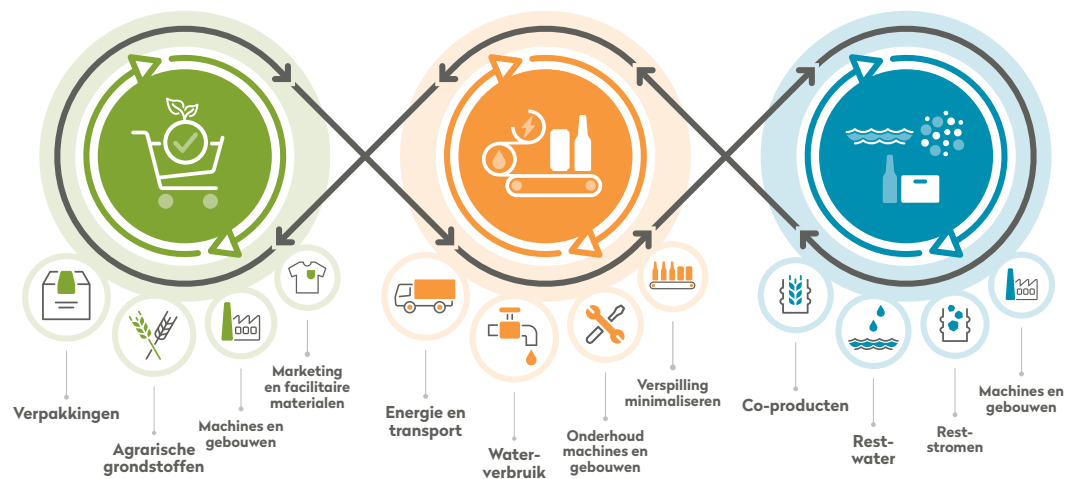 Verpakkingen
Agrarische
grondstoffen
Machines en
gebouwen
Marketing
en facilitaire
materialen
Energie en
transport
Water-
verbruik
Onderhoud
machines en
gebouwen
Verspilling
minimaliseren
Co-producten
Rest-
water
Rest-
stromen
Machines en
gebouwen